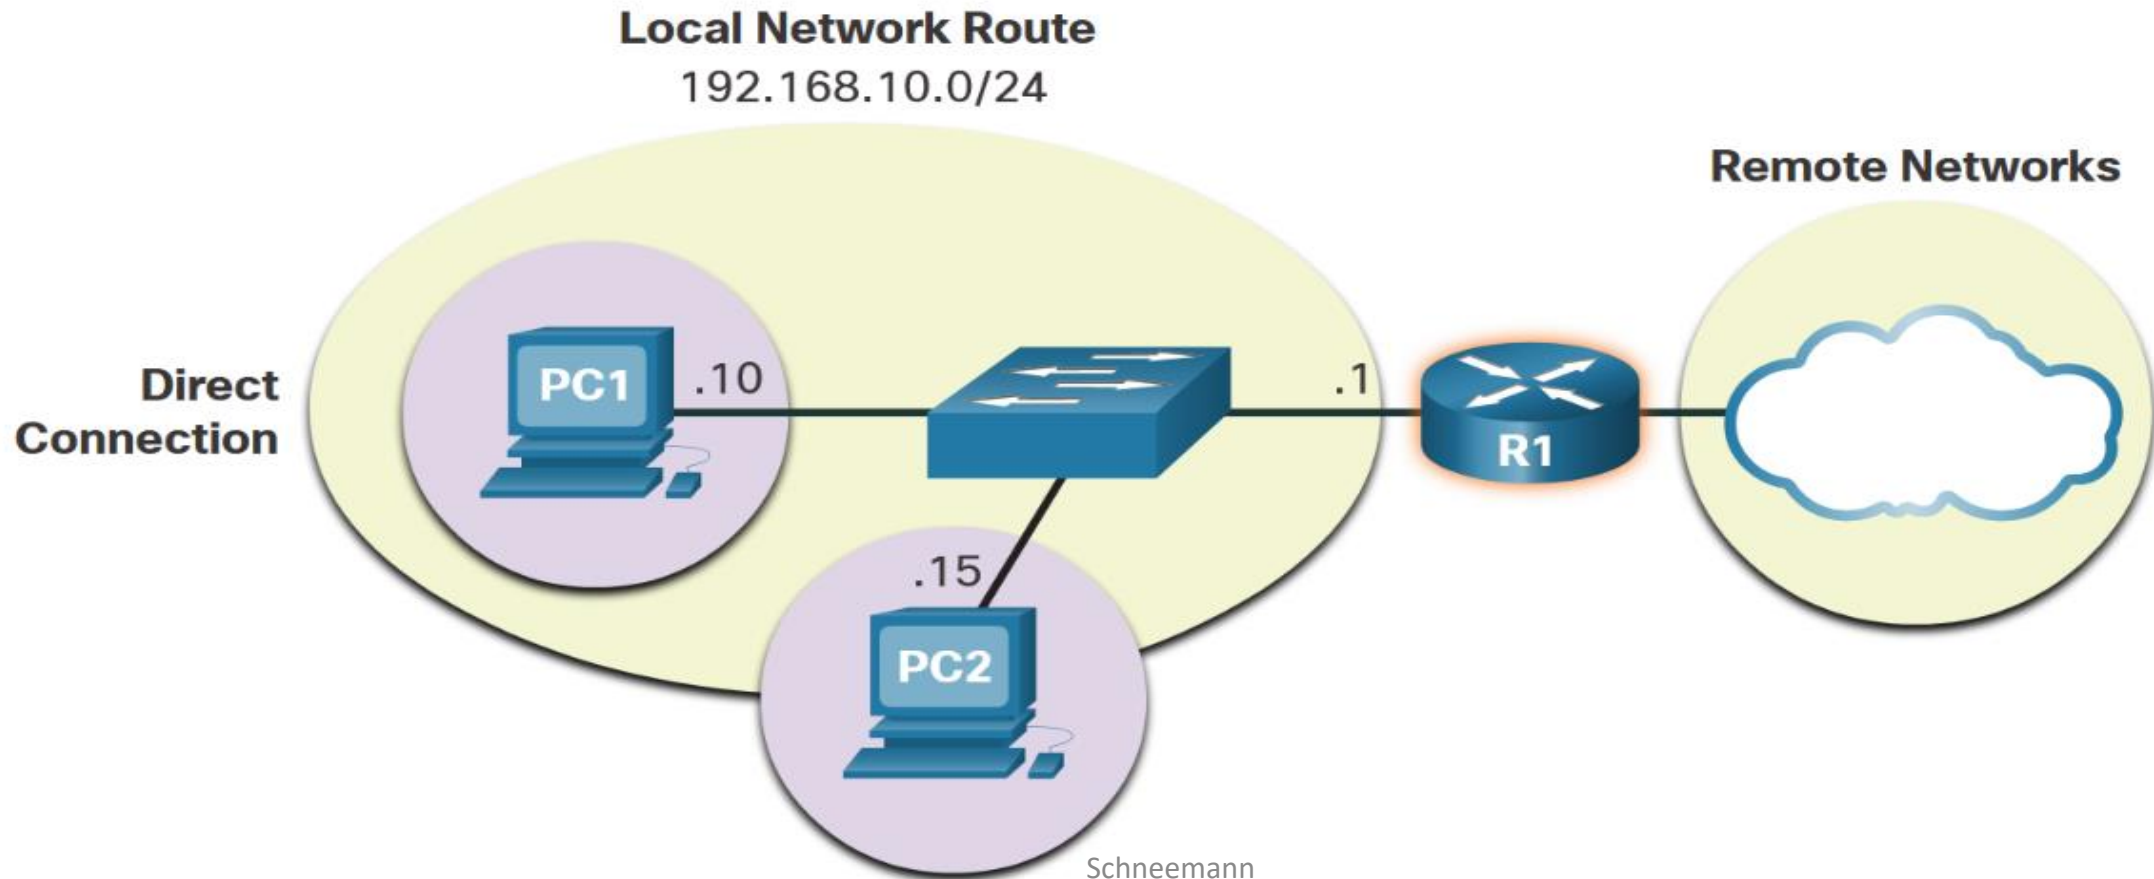 Local Network Route
192.168.10.0/24
Remote Networks
Direct
Connection
PC1
.10
.1
R1
.15
PC2
Schneemann